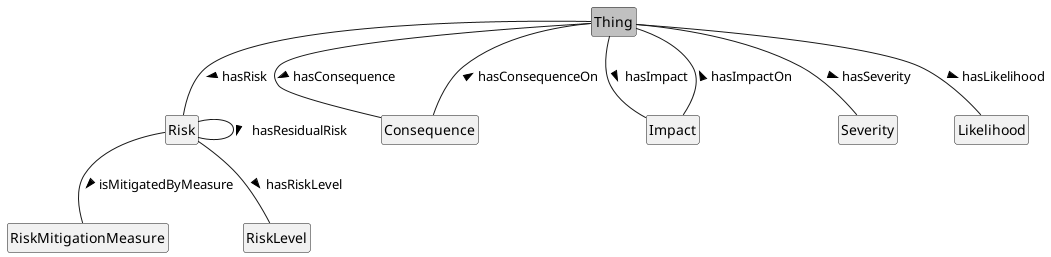 Thing
hasRisk
hasConsequence
hasConsequenceOn
hasImpact
hasImpactOn
hasSeverity
hasLikelihood
Risk
hasResidualRisk
Consequence
Impact
Severity
Likelihood
isMitigatedByMeasure
hasRiskLevel
RiskMitigationMeasure
RiskLevel